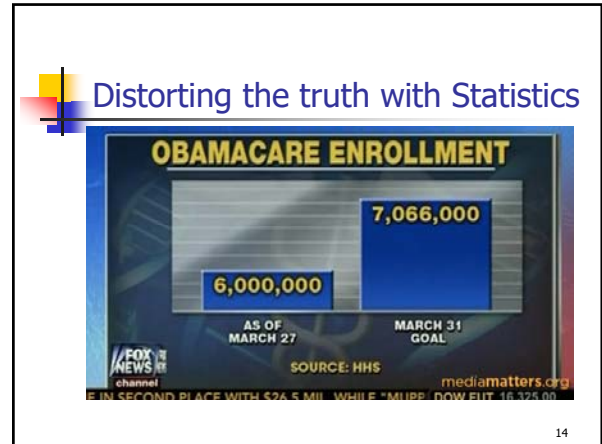 Distorting the truth with Statistics
OBAMACARE ENROLLMENT
7,066,000
6,000,000
AS OF
MARCH 27
MARCH 31
GOAL
SOURCE: HHS
FOX
NEWS
channel
mediamatters.org
E IN SECOND PLACE WITH $26.5 MIL, WHILE "MUPP DOW FUT 16,325.00
14